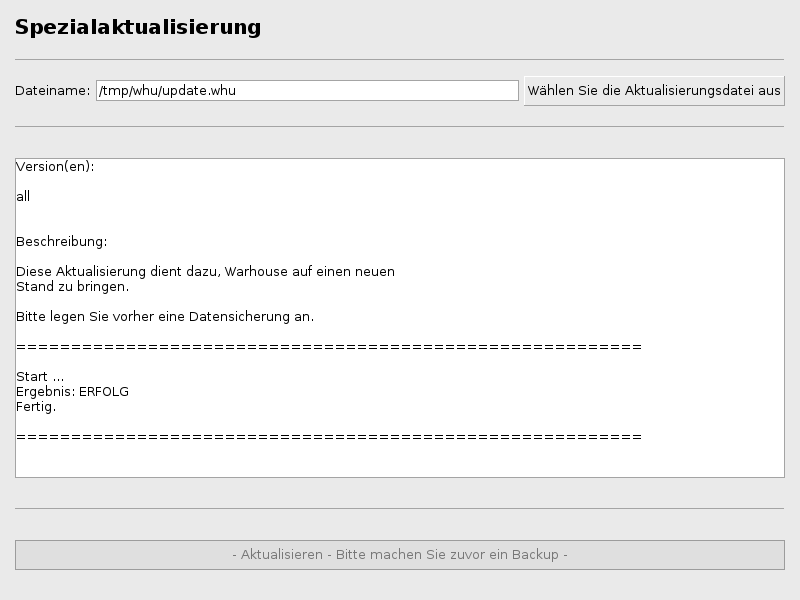 Spezialaktualisierung
Dateiname: /tmp/whu/update.whu Wählen Sie die Aktualisierungsdatei aus
Version(en):
all
Beschreibung:
Diese Aktualisierung dient dazu, Warhouse auf einen neuen
Stand zu bringen.
Bitte legen Sie vorher eine Datensicherung an.
=========================================================
Start ...
Ergebnis: ERFOLG
Fertig.
=========================================================
- Aktualisieren - Bitte machen Sie zuvor ein Backup -